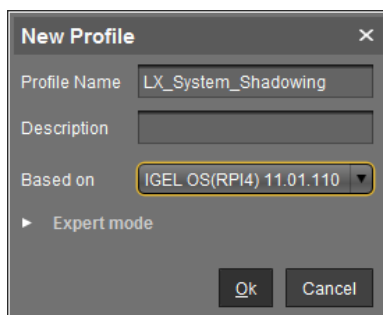 New Profile
Profile Name LX_System_Shadowing
Description
Based on IGEL OS(RPI4) 11.01.110
Expert mode
Ok Cancel